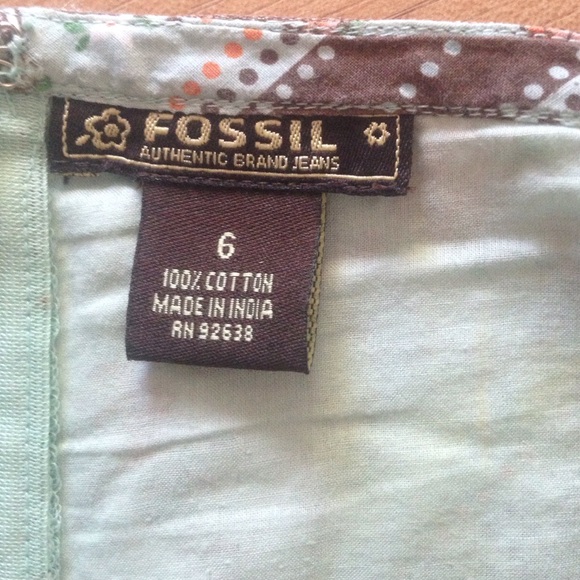 FOSSIL
AUTHENTIC BRAND JEANS
6
100% COTTON
MADE IN INDIA
RN 92638